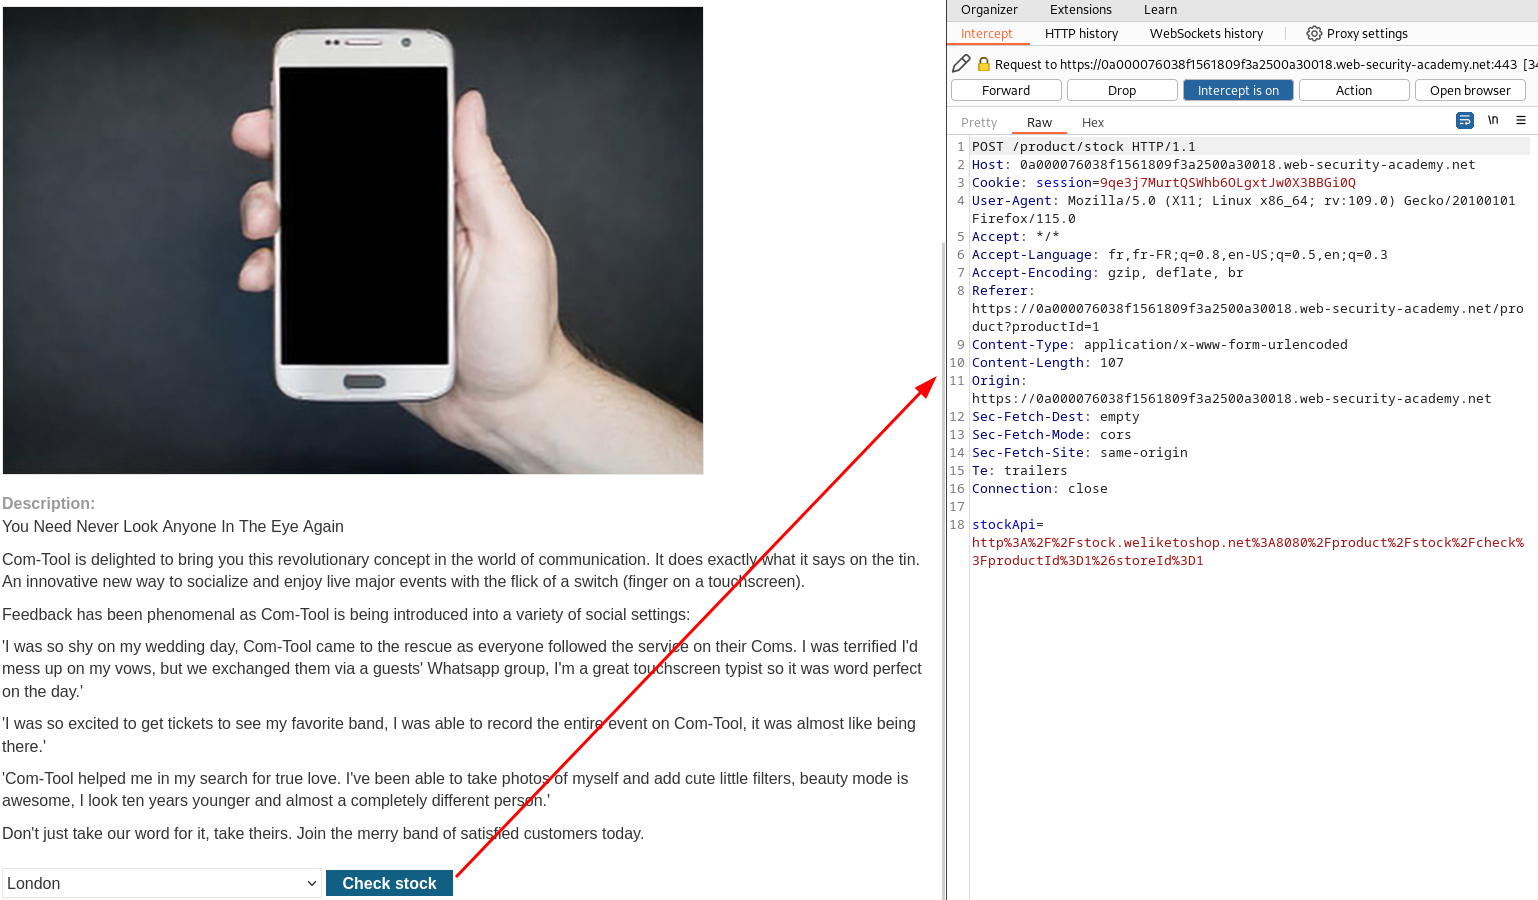 Description:
You Need Never Look Anyone In The Eye Again
Com-Tool is delighted to bring you this revolutionary concept in the world of communication. It does exactly what it says on the tin.
An innovative new way to socialize and enjoy live major events with the flick of a switch (finger on a touchscreen).
Feedback has been phenomenal as Com-Tool is being introduced into a variety of social settings:
'I was so shy on my wedding day, Com-Tool came to the rescue as everyone followed the service on their Coms. I was terrified I'd
mess up on my vows, but we exchanged them via a guests' Whatsapp group, I'm a great touchscreen typist so it was word perfect
on the day.'
'I was so excited to get tickets to see my favorite band, I was able to record the entire event on Com-Tool, it was almost like being
there.'
'Com-Tool helped me in my search for true love. I've been able to take photos of myself and add cute little filters, beauty mode is
awesome, I look ten years younger and almost a completely different person.'
Don't just take our word for it, take theirs. Join the merry band of satisfied customers today.
London
Check stock
Organizer Extensions Learn
Intercept HTTP history WebSockets history Proxy settings
Request to https://0a000076038f1561809f3a2500a30018.web-security-academy.net:443 [34
Forward Drop Intercept is on Action Open browser
Pretty Raw Hex \n
1 POST /product/stock HTTP/1.1
2 Host: 0a000076038f1561809f3a2500a30018.web-security-academy.net
3 Cookie: session=9qe3j7MurtQSWhb6OLgxtJw0X3BBGi0Q
4 User-Agent: Mozilla/5.0 (X11; Linux x86_64; rv:109.0) Gecko/20100101
Firefox/115.0
5 Accept: */*
6 Accept-Language: fr,fr-FR;q=0.8,en-US;q=0.5,en;q=0.3
7 Accept-Encoding: gzip, deflate, br
8 Referer:
https://0a000076038f1561809f3a2500a30018.web-security-academy.net/pro
duct?productId=1
9 Content-Type: application/x-www-form-urlencoded
10 Content-Length: 107
11 Origin:
https://0a000076038f1561809f3a2500a30018.web-security-academy.net
12 Sec-Fetch-Dest: empty
13 Sec-Fetch-Mode: cors
14 Sec-Fetch-Site: same-origin
15 Te: trailers
16 Connection: close
17
18 stockApi=
http%3A%2F%2Fstock.weliketoshop.net%3A8080%2Fproduct%2Fstock%2Fcheck%
3FproductId%3D1%26storeId%3D1